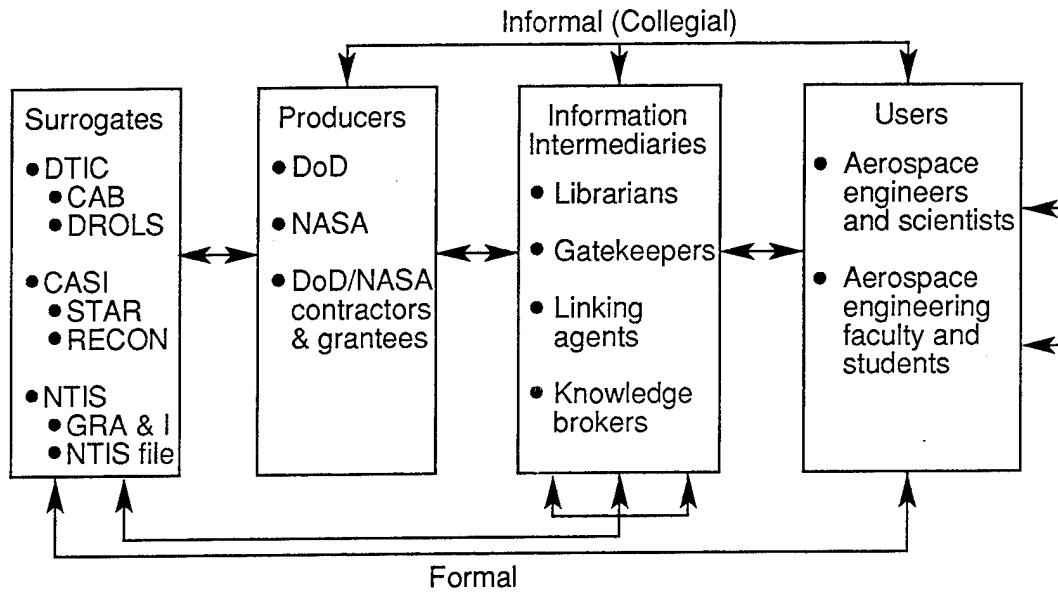 Informal (Collegial)
Surrogates
● DTIC
● CAB
● DROLS
● CASI
● STAR
● RECON
● NTIS
● GRA & I
● NTIS file
Producers
● DoD
● NASA
● DoD/NASA
contractors
& grantees
Information
Intermediaries
● Librarians
● Gatekeepers
● Linking
agents
● Knowledge
brokers
Users
● Aerospace
engineers
and scientists
● Aerospace
engineering
faculty and
students
Formal